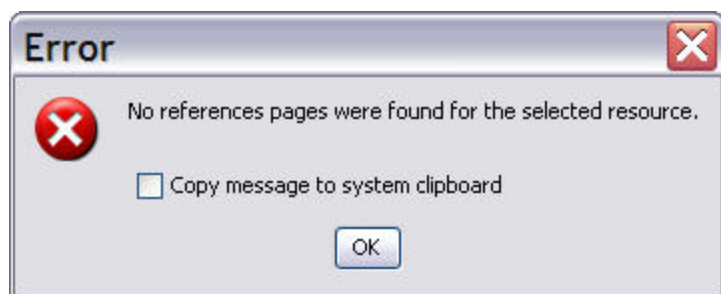 Error
No references pages were found for the selected resource.
Copy message to system clipboard
OK